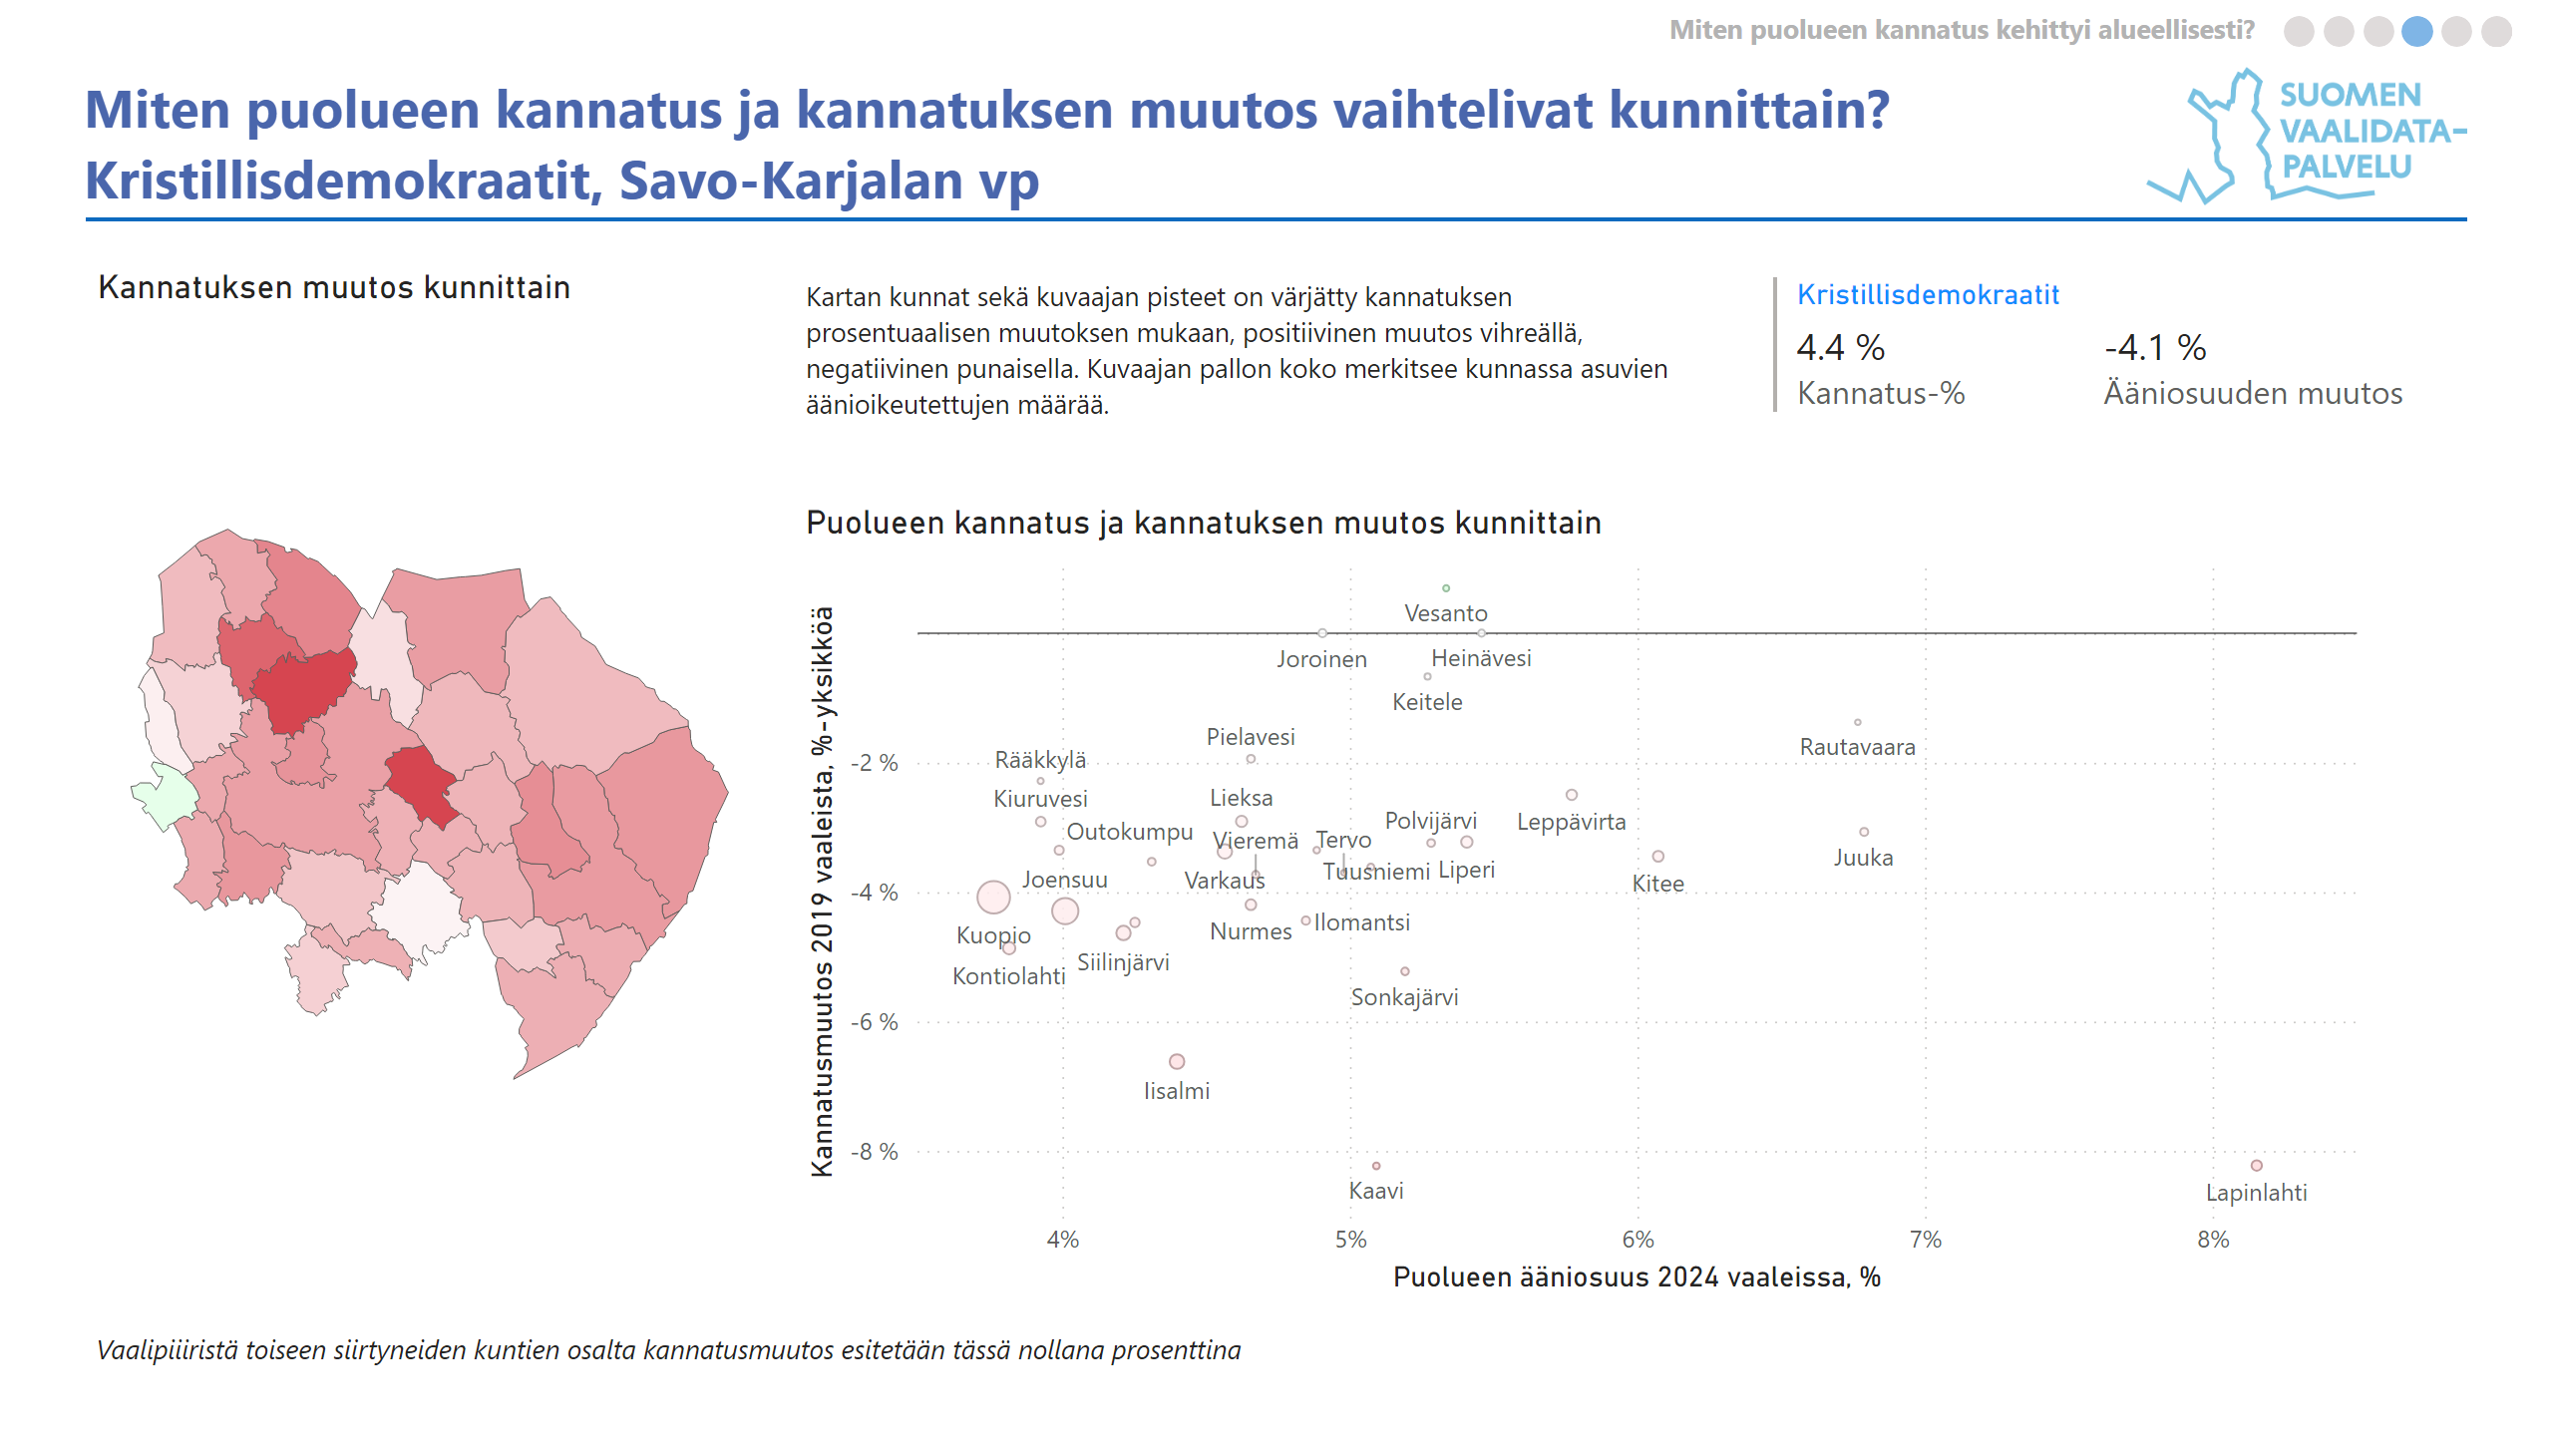 Miten puolueen kannatus kehittyi alueellisesti?
Miten puolueen kannatus ja kannatuksen muutos vaihtelivat kunnittain?
Kristillisdemokraatit, Savo-Karjalan vp
SUOMEN
VAALIDATA-
PALVELU
Kannatuksen muutos kunnittain
Kartan kunnat sekä kuvaajan pisteet on värjätty kannatuksen
prosentuaalisen muutoksen mukaan, positiivinen muutos vihreällä,
negatiivinen punaisella. Kuvaajan pallon koko merkitsee kunnassa asuvien
äänioikeutettujen määrää.
Kristillisdemokraatit
4.4 %
Kannatus-%
-4.1 %
Ääniosuuden muutos
Puolueen kannatus ja kannatuksen muutos kunnittain
Kannatusmuutos 2019 vaaleista, %-yksikköä
-2 %
-4 %
-6 %
-8 %
Vesanto
Joroinen
Heinävesi
Keitele
Rautavaara
Pielavesi
Rääkkylä
Kiuruvesi
Lieksa
Outokumpu
Vieremä
Tervo
Polvijärvi
Leppävirta
Juuka
Joensuu
Varkaus
Tuusniemi
Liperi
Kitee
Kuopio
Nurmes
Ilomantsi
Kontiolahti
Siilinjärvi
Sonkajärvi
Iisalmi
Kaavi
Lapinlahti
4%
5%
6%
7%
8%
Puolueen ääniosuus 2024 vaaleissa, %
Vaalipiiiristä toiseen siirtyneiden kuntien osalta kannatusmuutos esitetään tässä nollana prosenttina